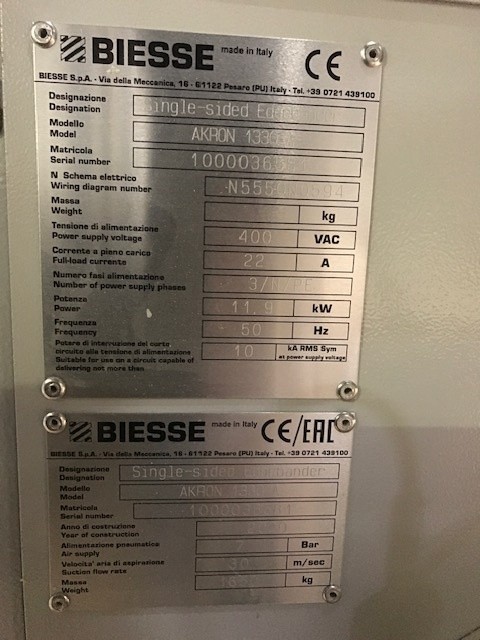 BIESSE made in Italy CE
BIESSE S.p.A. - Via della Meccanica, 16 - 61122 Pesaro (PU) Italy - Tel. +39 0721 439100
Designazione
Designation
Single-sided
Modello
Model
AKRON
Matricola
Serial number
N Schema elettrico
Wiring diagram number
Massa
Weight
kg
Tensione di alimentazione
Power supply voltage
400 VAC
Corrente a pieno carico
Full-load current
22 A
Numero fasi alimentazione
Number of power supply phases
Potenza
Power
11.9 kW
Frequenza
Frequency
50 Hz
Potere di interruzione del corto
circuito alla tensione di alimentazione
Suitable for use on a circuit capable of
delivering not more than
10 kA RMS Sym
at power supply voltage
BIESSE made in Italy CE/EAC
BIESSE S.p.A. - Via della Meccanica, 16 - 61122 Pesaro (PU) Italy - Tel. +39 0721 439100
Designazione
Designation
Single-sided
Modello
Model
AKRON
Matricola
Serial number
Anno di costruzione
Year of construction
Alimentazione pneumatica
Air supply
Bar
Velocita' aria di aspirazione
Suction flow rate
30 m/sec
Massa
Weight
kg